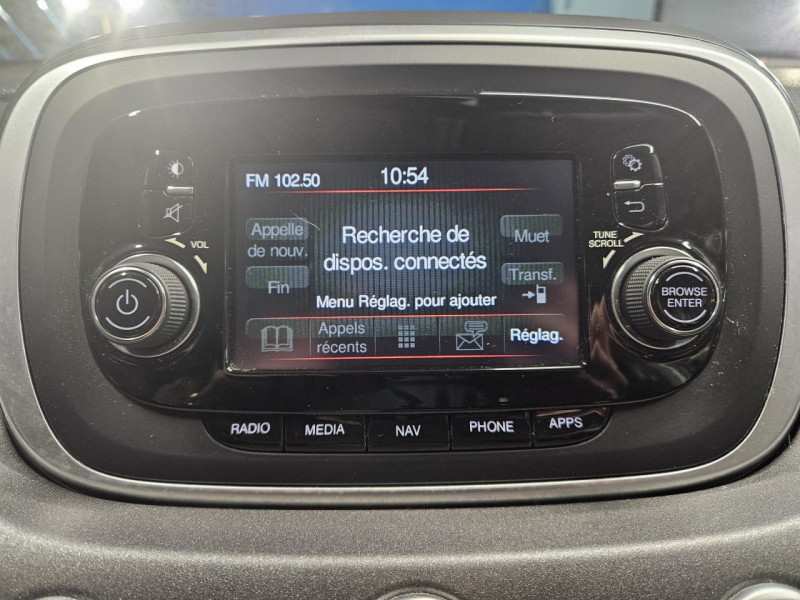 FM 102.50
10:54
Appelle
de nouv.
Fin
Recherche de
dispos. connectés
Menu Réglag. pour ajouter
Muet
Transf.
Appels
récents
Réglag.
VOL
TUNE
SCROLL
BROWSE
ENTER
RADIO
MEDIA
NAV
PHONE
APPS